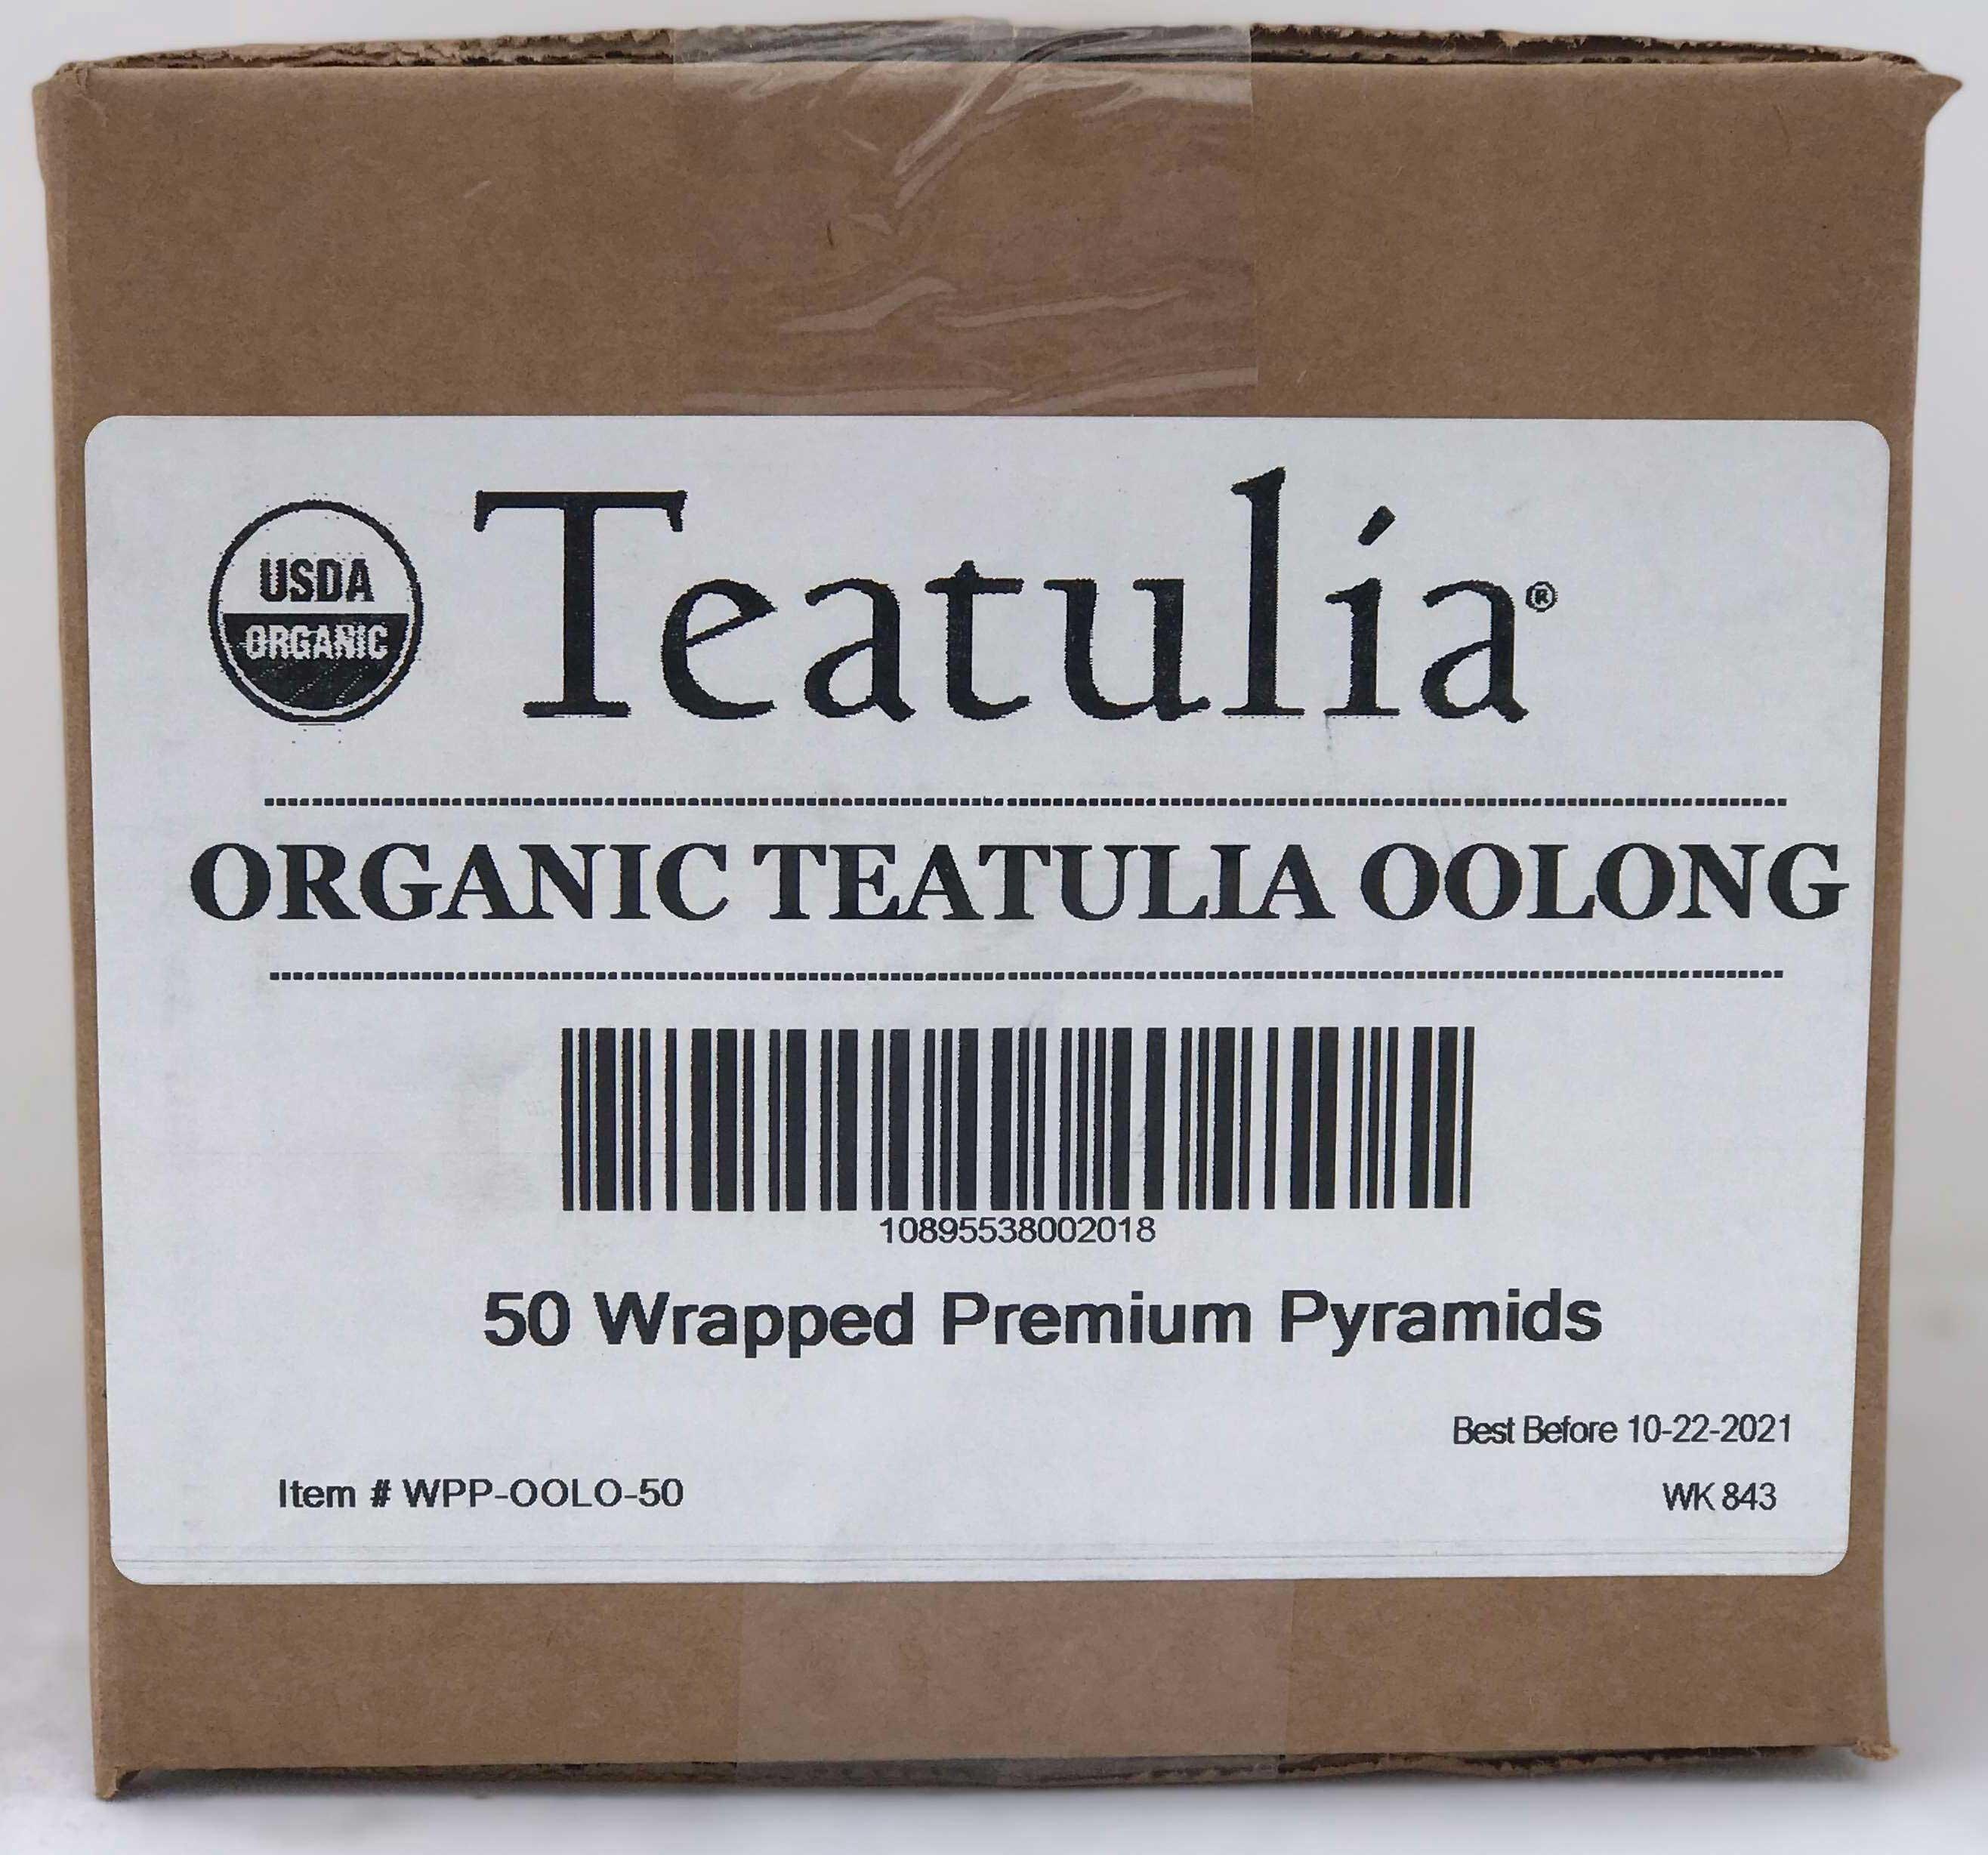 USDA
ORGANIC
Teatulía®
ORGANIC TEATULIA OOLONG
10895538002018
50 Wrapped Premium Pyramids
Best Before 10-22-2021
Item # WPP-OOLO-50
WK 843